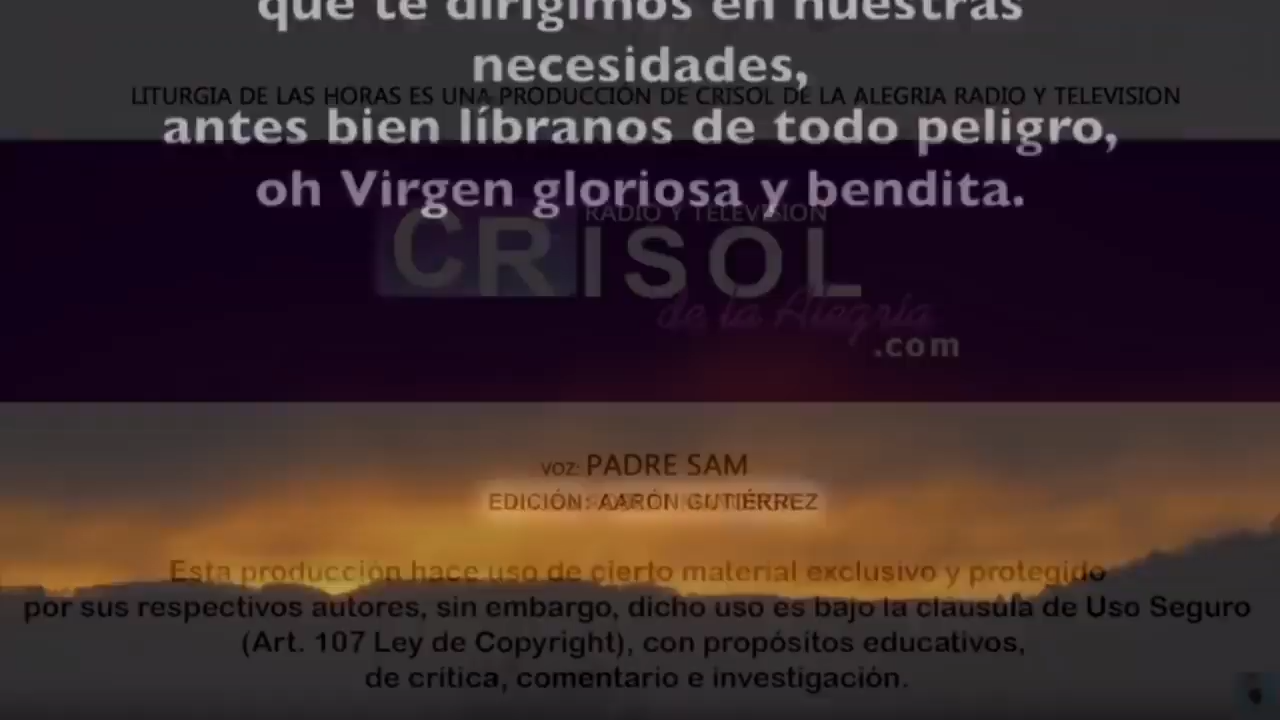 que te dirigimos en nuestras
necesidades,
LITURGIA DE LAS HORAS ES UNA PRODUCCIÓN DE CRISOL DE LA ALEGRIA RADIO Y TELEVISION
antes bien líbranos de todo peligro,
oh Virgen gloriosa y bendita.
RADIO Y TELEVISION
CRISOL
de la Alegria
.com
VOZ: PADRE SAM
EDICIÓN: AARÓN GUTIÉRREZ
Esta producción hace uso de cierto material exclusivo y protegido
por sus respectivos autores, sin embargo, dicho uso es bajo la clausula de Uso Seguro
(Art. 107 Ley de Copyright), con propósitos educativos,
de crítica, comentario e investigación.